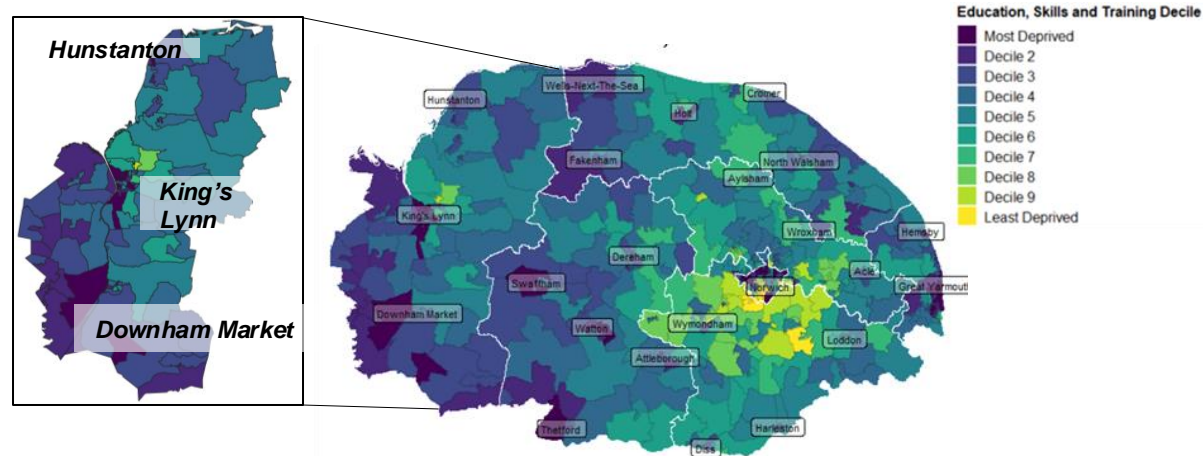 Hunstanton
King's
Lynn
Downham Market
Wells-Next-The-Sea
Hunstanton
Cromer
Holt
Fakenham
North Walsham
Aylsham
King's Lynn
Wroxham
Hemsby
Dereham
Acle
Swaffham
Norwich
Great Yarmouth
Downham Market
Wymondham
Watton
Loddon
Attleborough
Thetford
Harleston
Diss
Education, Skills and Training Decile
Most Deprived
Decile 2
Decile 3
Decile 4
Decile 5
Decile 6
Decile 7
Decile 8
Decile 9
Least Deprived